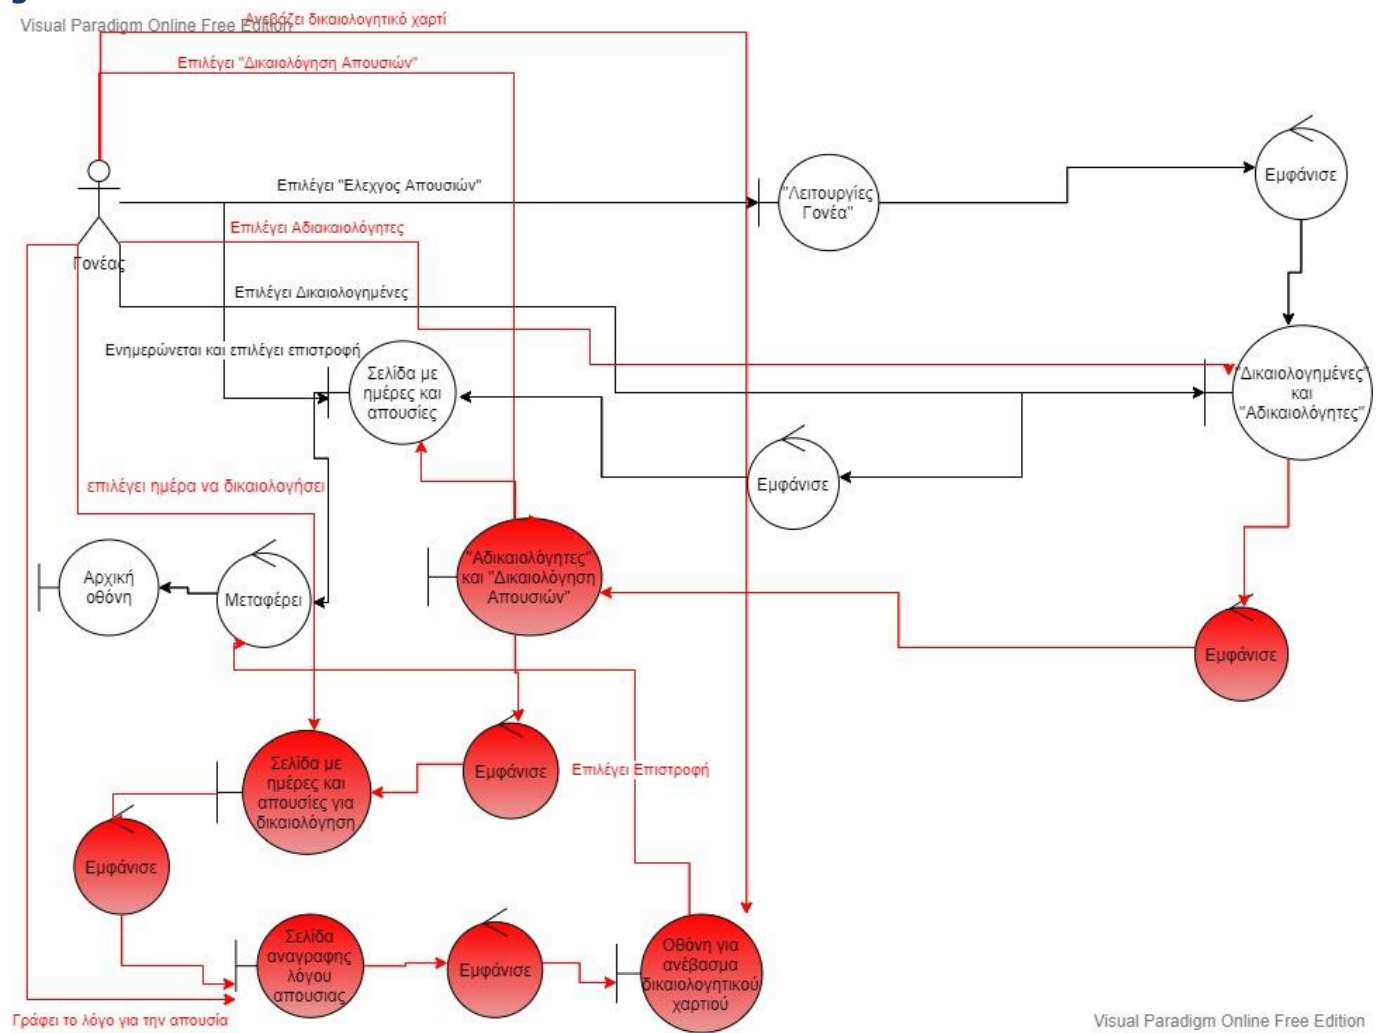 Visual Paradigm Online Free Edition
Ανεβάζει δικαιολογητικό χαρτί
Επιλέγει "Δικαιολόγηση Απουσιών"
Επιλέγει "Ελεχγος Απουσιών"
"Λειτουργίες
Γονέα"
Εμφάνισε
Επιλέγει Αδιακαιολόγητες
Γονέας
Επιλέγει Δικαιολογημένες
Ενημερώνεται και επιλέγει επιστροφή
Σελίδα με
ημέρες και
απουσίες
"Δικαιολογημένες"
και
"Αδικαιολόγητες"
Εμφάνισε
επιλέγει ημέρα να δικαιολογήσει
Αρχική
οθόνη
Μεταφέρει
"Αδικαιολόγητες"
και "Δικαιολόγηση
Απουσιών"
Εμφάνισε
Σελίδα με
ημέρες και
απουσίες για
δικαιολόγηση
Εμφάνισε
Επιλέγει Επιστροφή
Εμφάνισε
Σελίδα
αναγραφης
λόγου
απουσιας
Εμφάνισε
Οθόνη για
ανέβασμα
δικαιολογητικού
χαρτιού
Γράφει το λόγο για την απουσία
Visual Paradigm Online Free Edition